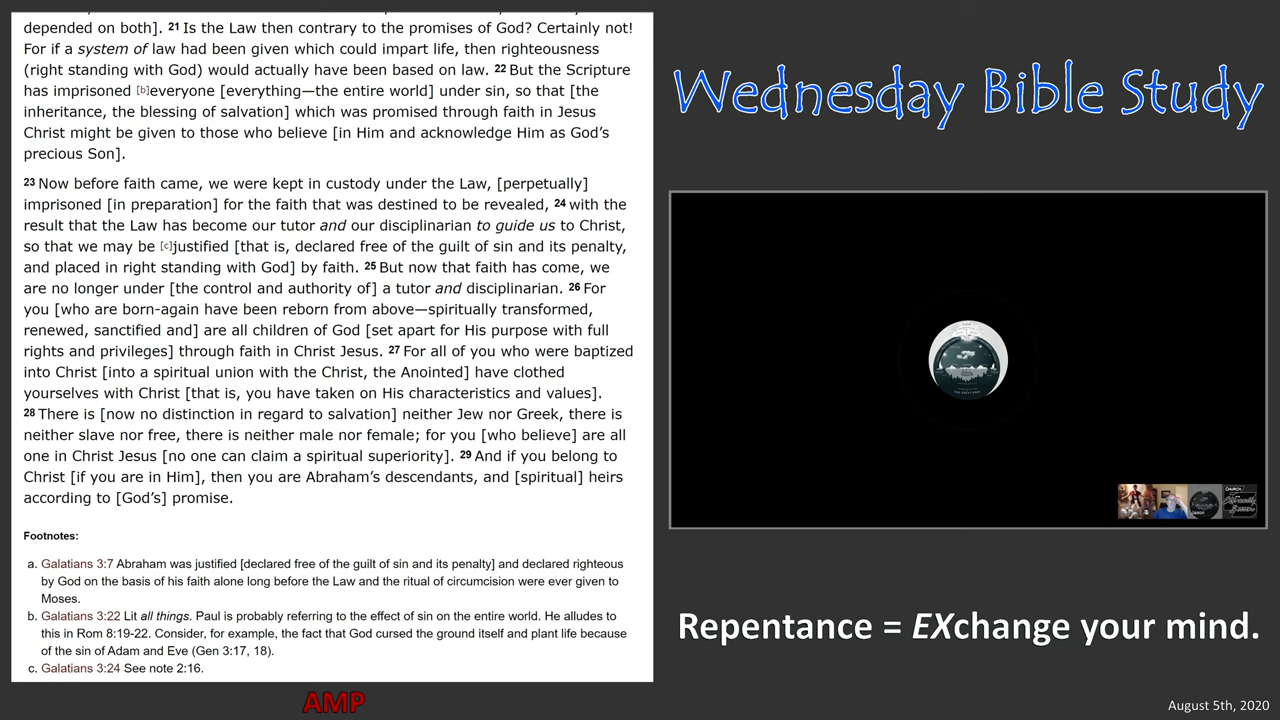 depended on both]. 21 Is the Law then contrary to the promises of God? Certainly not!
For if a system of law had been given which could impart life, then righteousness
(right standing with God) would actually have been based on law. 22 But the Scripture
has imprisoned [b]everyone [everything—the entire world] under sin, so that [the
inheritance, the blessing of salvation] which was promised through faith in Jesus
Christ might be given to those who believe [in Him and acknowledge Him as God’s
precious Son].
23 Now before faith came, we were kept in custody under the Law, [perpetually]
imprisoned [in preparation] for the faith that was destined to be revealed, 24 with the
result that the Law has become our tutor and our disciplinarian to guide us to Christ,
so that we may be [c]justified [that is, declared free of the guilt of sin and its penalty,
and placed in right standing with God] by faith. 25 But now that faith has come, we
are no longer under [the control and authority of] a tutor and disciplinarian. 26 For
you [who are born-again have been reborn from above—spiritually transformed,
renewed, sanctified and] are all children of God [set apart for His purpose with full
rights and privileges] through faith in Christ Jesus. 27 For all of you who were baptized
into Christ [into a spiritual union with the Christ, the Anointed] have clothed
yourselves with Christ [that is, you have taken on His characteristics and values].
28 There is [now no distinction in regard to salvation] neither Jew nor Greek, there is
neither slave nor free, there is neither male nor female; for you [who believe] are all
one in Christ Jesus [no one can claim a spiritual superiority]. 29 And if you belong to
Christ [if you are in Him], then you are Abraham’s descendants, and [spiritual] heirs
according to [God’s] promise.
Footnotes:
a. Galatians 3:7 Abraham was justified [declared free of the guilt of sin and its penalty] and declared righteous
by God on the basis of his faith alone long before the Law and the ritual of circumcision were ever given to
Moses.
b. Galatians 3:22 Lit all things. Paul is probably referring to the effect of sin on the entire world. He alludes to
this in Rom 8:19-22. Consider, for example, the fact that God cursed the ground itself and plant life because
of the sin of Adam and Eve (Gen 3:17, 18).
c. Galatians 3:24 See note 2:16.
AMP
Wednesday Bible Study
Jason
Repentance = EXchange your mind.
August 5th, 2020